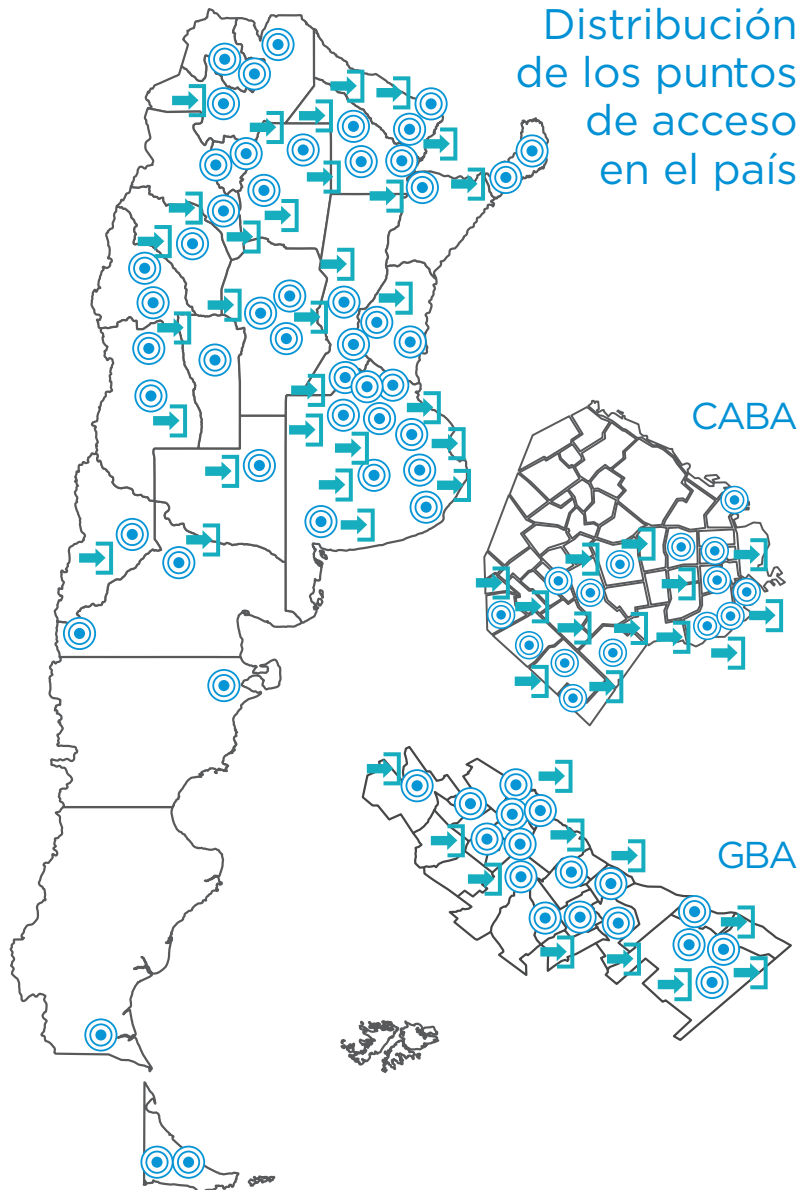 Distribución
de los puntos
de acceso
en el país
CABA
GBA